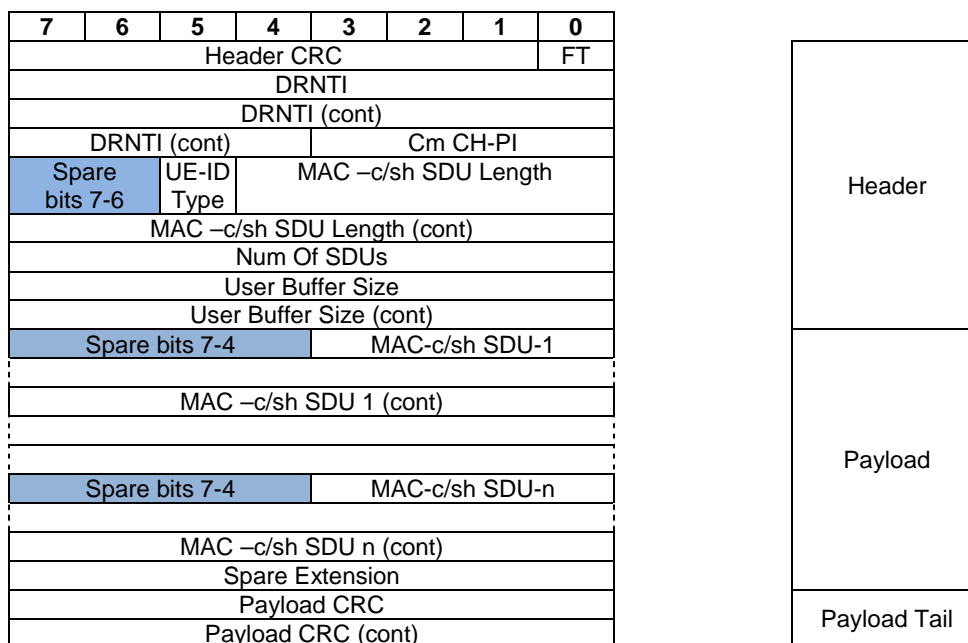 7 6 5 4 3 2 1 0
Header CRC FT
DRNTI
DRNTI (cont)
DRNTI (cont) Cm CH-PI
Spare bits 7-6 UE-ID Type MAC –c/sh SDU Length
MAC –c/sh SDU Length (cont)
Num Of SDUs
User Buffer Size
User Buffer Size (cont)
Spare bits 7-4 MAC-c/sh SDU-1
MAC –c/sh SDU 1 (cont)
Spare bits 7-4 MAC-c/sh SDU-n
MAC –c/sh SDU n (cont)
Spare Extension
Payload CRC
Payload CRC (cont)
Header
Payload
Payload Tail